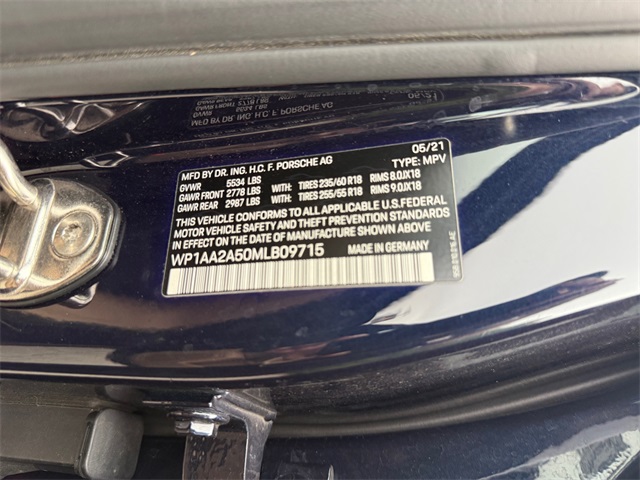 MFD BY DR. ING. H.C. F. PORSCHE AG 05/21
GVWR 5534 LBS TYPE: MPV
GAWR FRONT 2778 LBS WITH: TIRES 235/60 R18 RIMS 8.0JX18
GAWR REAR 2987 LBS WITH: TIRES 255/55 R18 RIMS 9.0JX18
THIS VEHICLE CONFORMS TO ALL APPLICABLE U.S.FEDERAL
MOTOR VEHICLE SAFETY AND THEFT PREVENTION STANDARDS
IN EFFECT ON THE DATE OF MANUFACTURE SHOWN ABOVE
WP1AA2A50MLB09715 MADE IN GERMANY